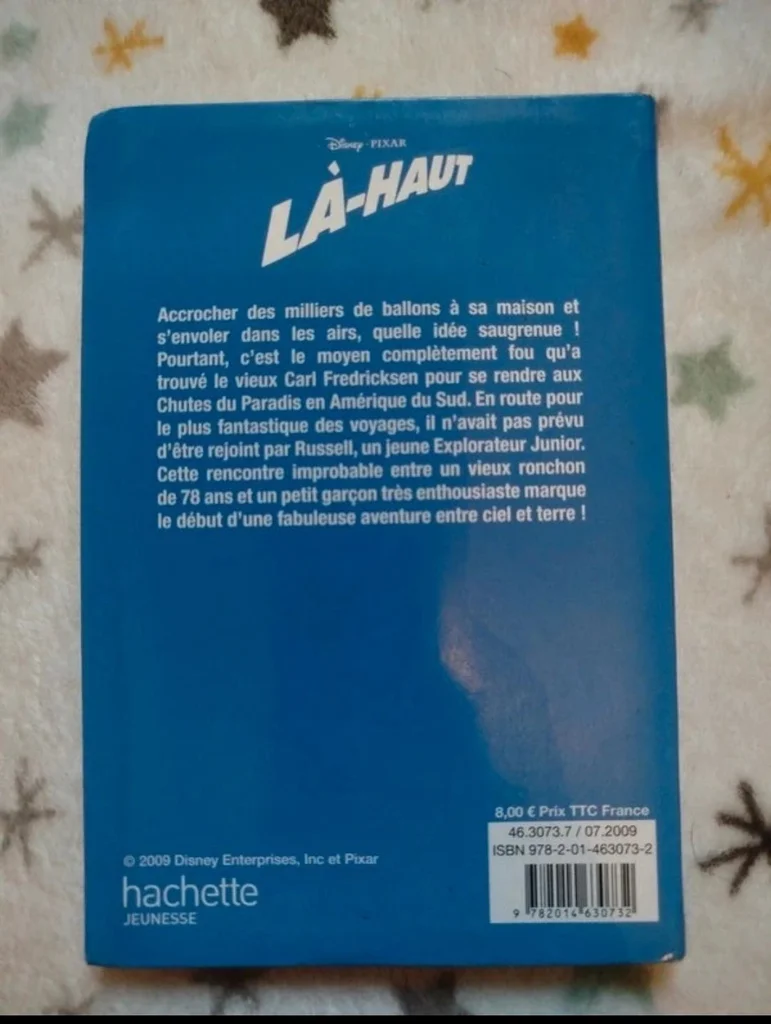 Disney · PIXAR
LÀ-HAUT
Accrocher des milliers de ballons à sa maison et
s'envoler dans les airs, quelle idée saugrenue !
Pourtant, c'est le moyen complètement fou qu'a
trouvé le vieux Carl Fredricksen pour se rendre aux
Chutes du Paradis en Amérique du Sud. En route pour
le plus fantastique des voyages, il n'avait pas prévu
d'être rejoint par Russell, un jeune Explorateur Junior.
Cette rencontre improbable entre un vieux ronchon
de 78 ans et un petit garçon très enthousiaste marque
le début d'une fabuleuse aventure entre ciel et terre !
8,00 € Prix TTC France
46.3073.7 / 07.2009
ISBN 978-2-01-463073-2
9 782014 630732
© 2009 Disney Enterprises, Inc et Pixar
hachette
JEUNESSE